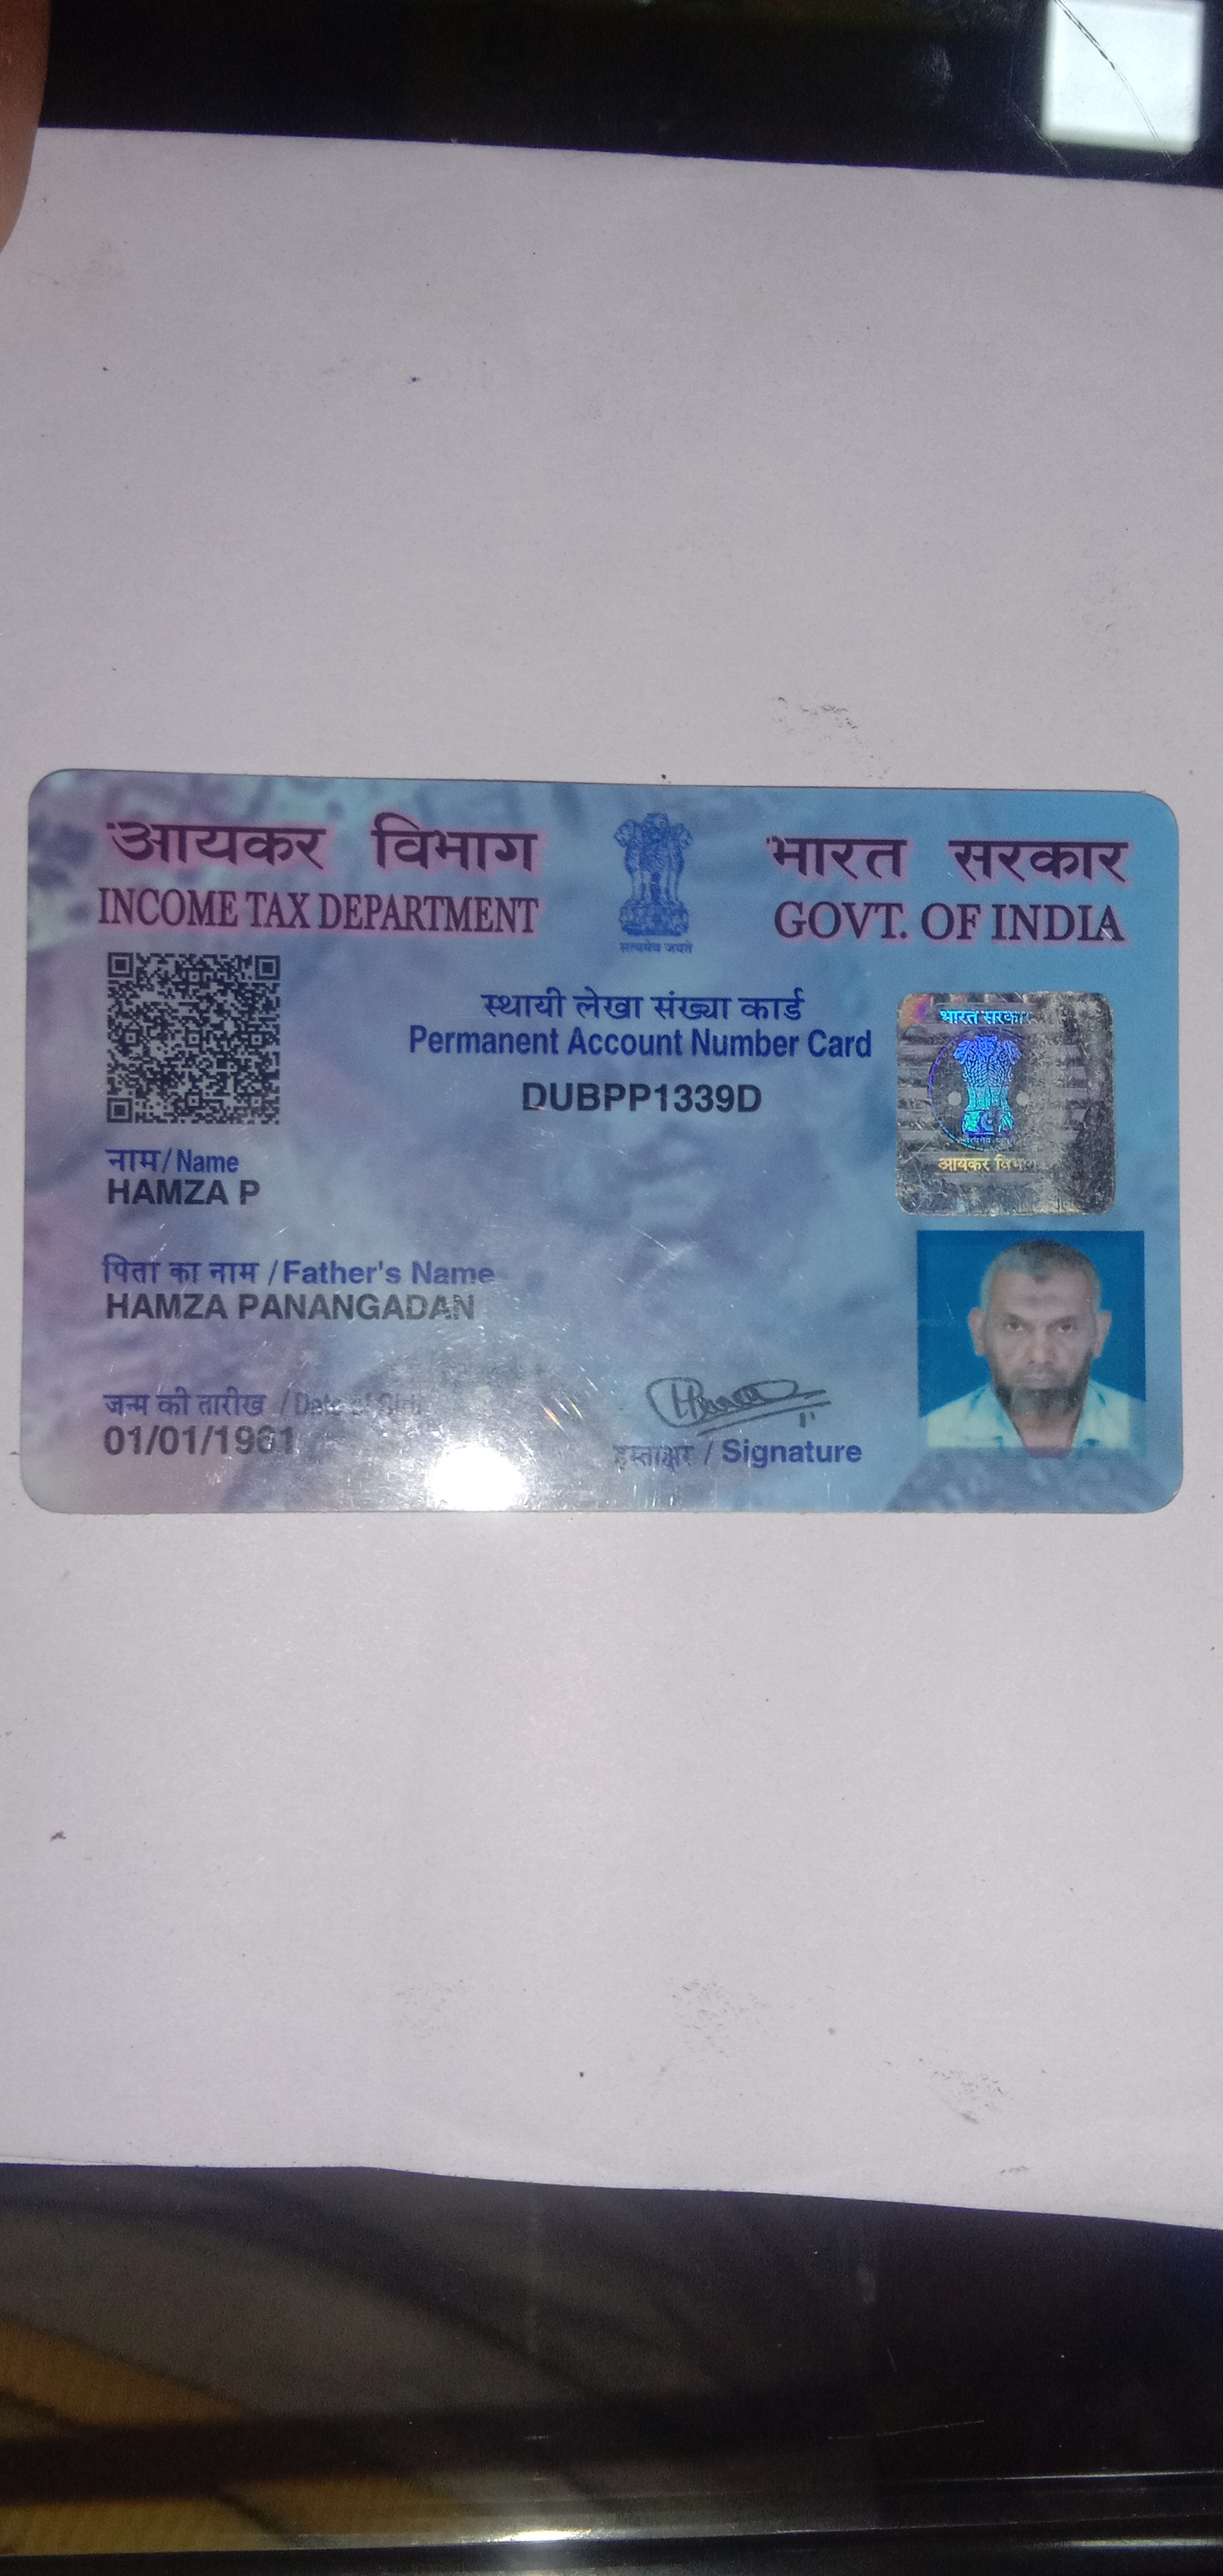 आयकर विभाग
INCOME TAX DEPARTMENT
सत्यमेव जयते
भारत सरकार
GOVT. OF INDIA
स्थायी लेखा संख्या कार्ड
Permanent Account Number Card
DUBPP1339D
भारत सरकार
आयकर विभाग
नाम/Name
HAMZA P
पिता का नाम /Father's Name
HAMZA PANANGADAN
जन्म की तारीख / Date of Birth
01/01/1961
हस्ताक्षर / Signature